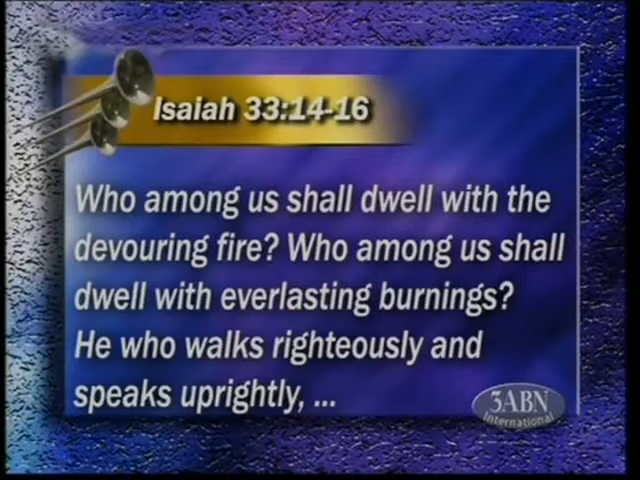 Isaiah 33:14-16
Who among us shall dwell with the
devouring fire? Who among us shall
dwell with everlasting burnings?
He who walks righteously and
speaks uprightly, ...
3ABN
International